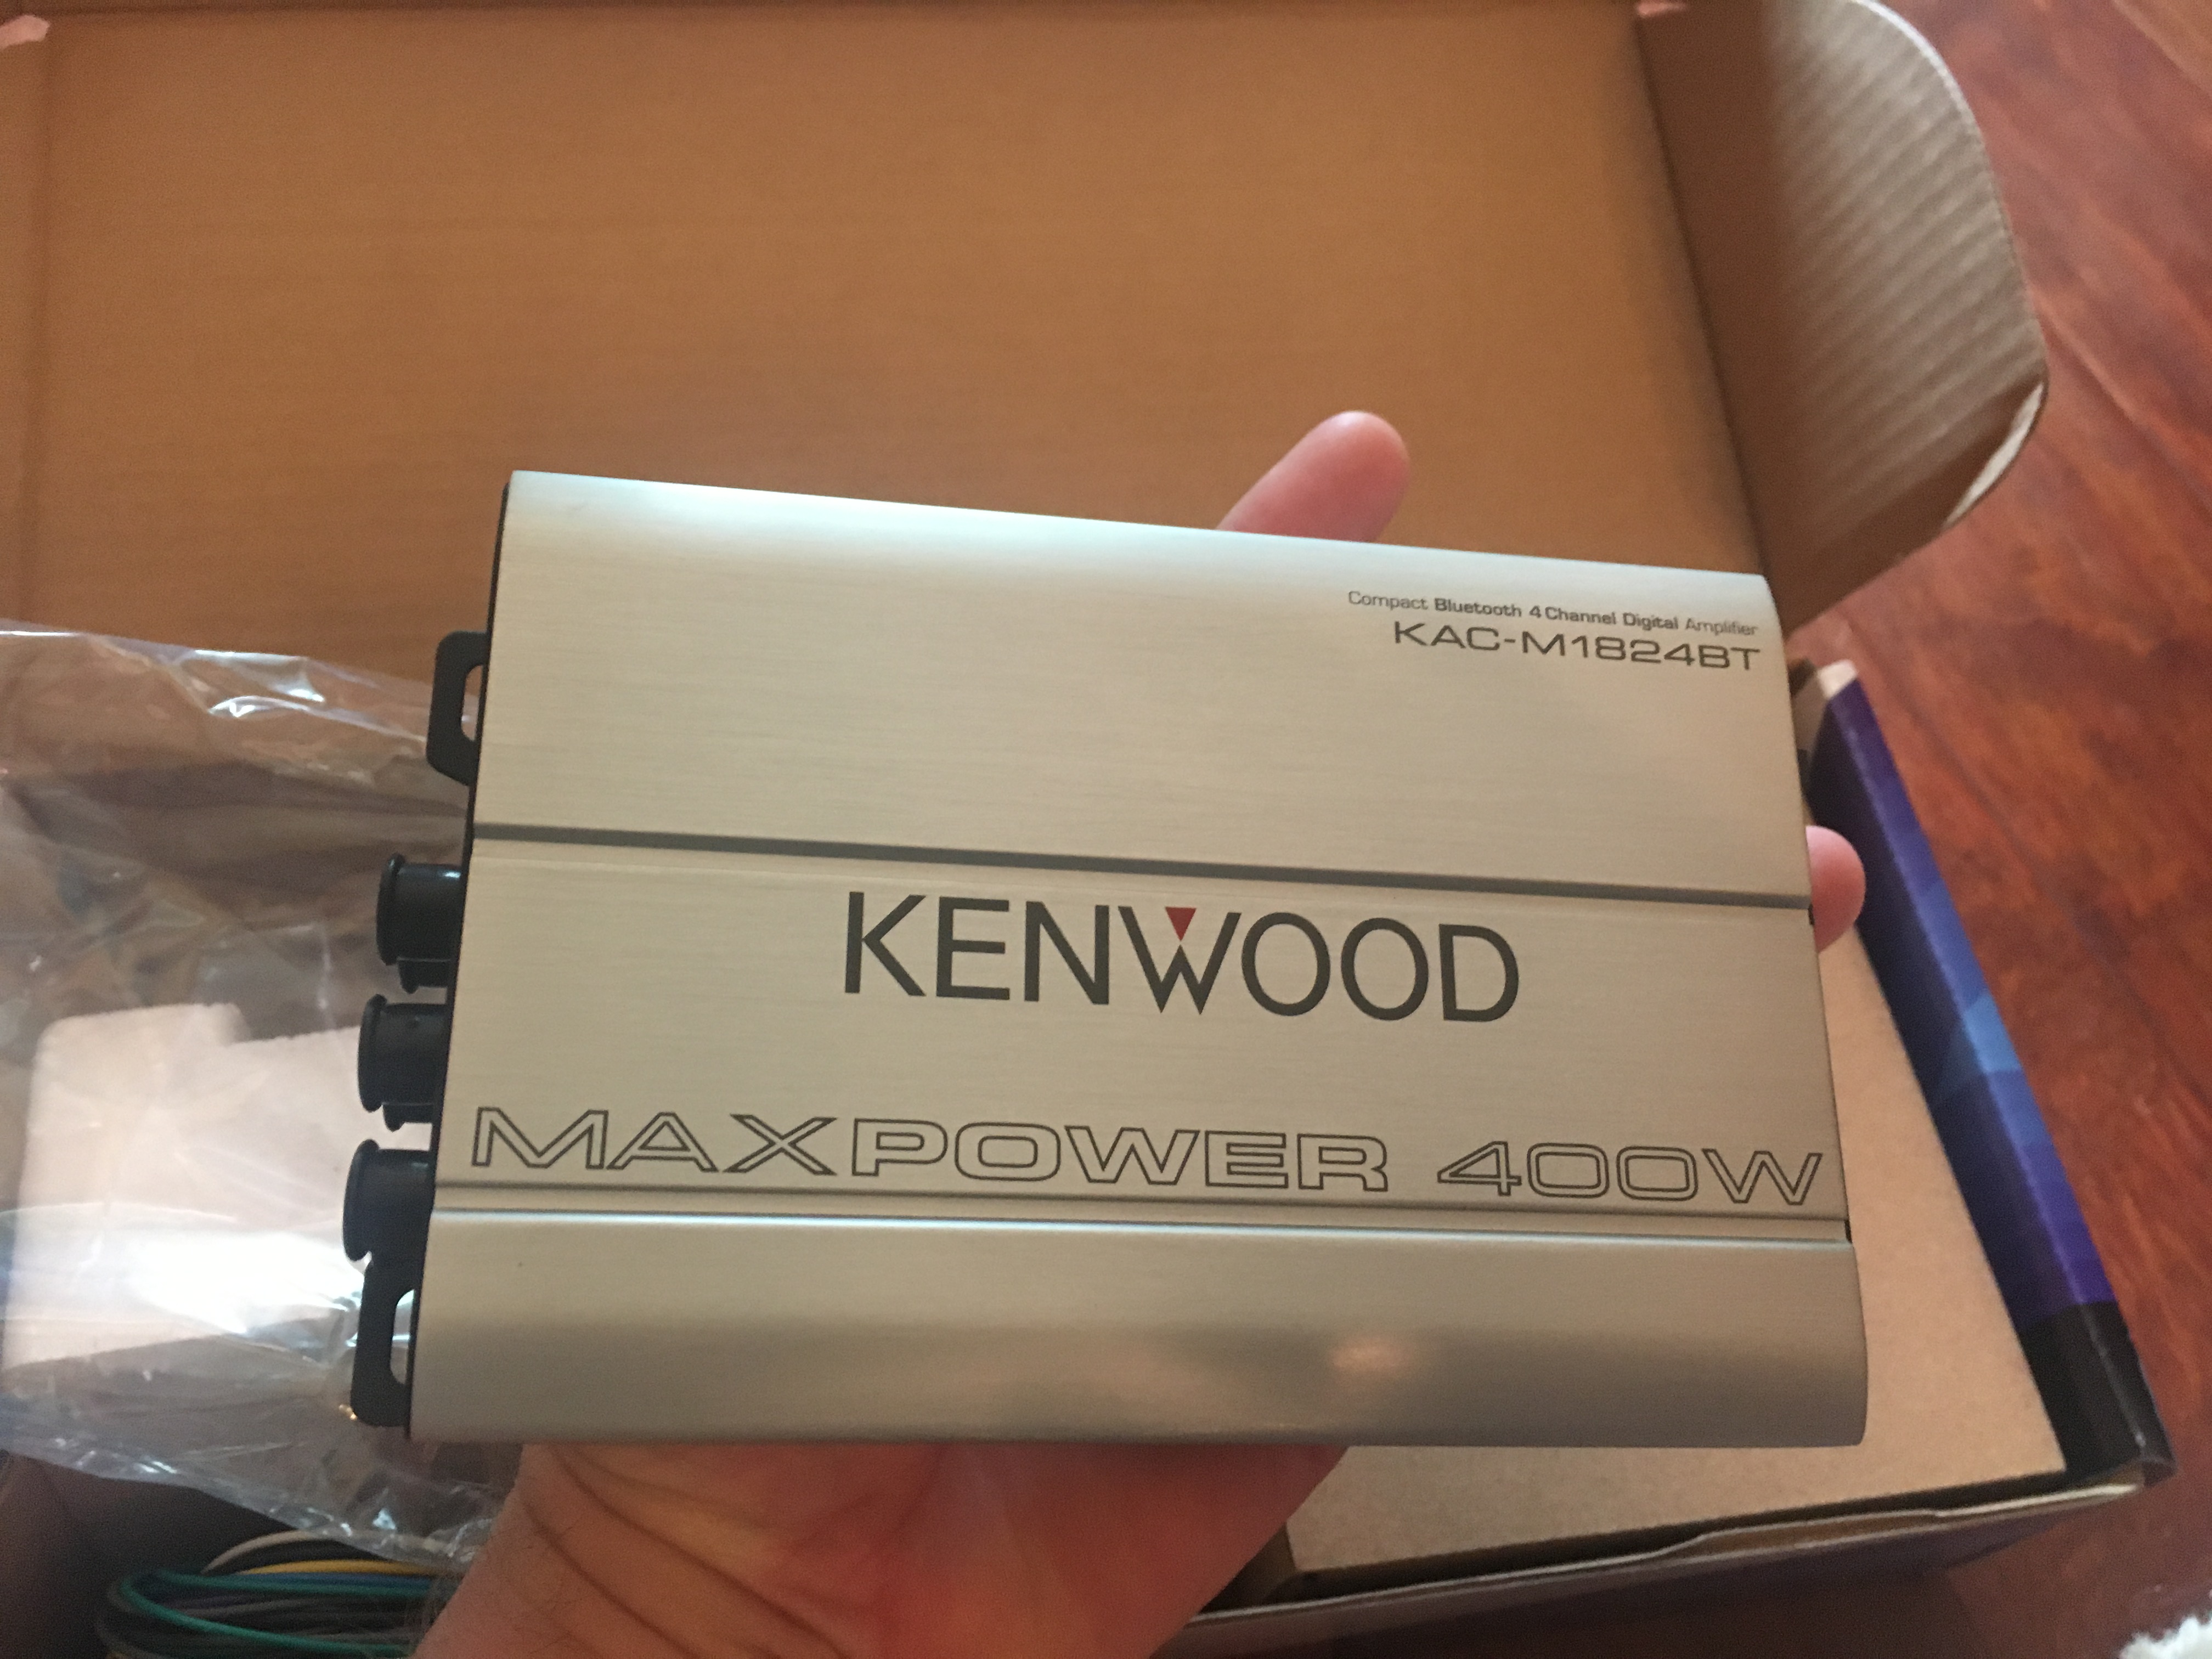 Compact Bluetooth 4 Channel Digital Amplifier
KAC-M1824BT
KENWOOD
MAXPOWER 400W